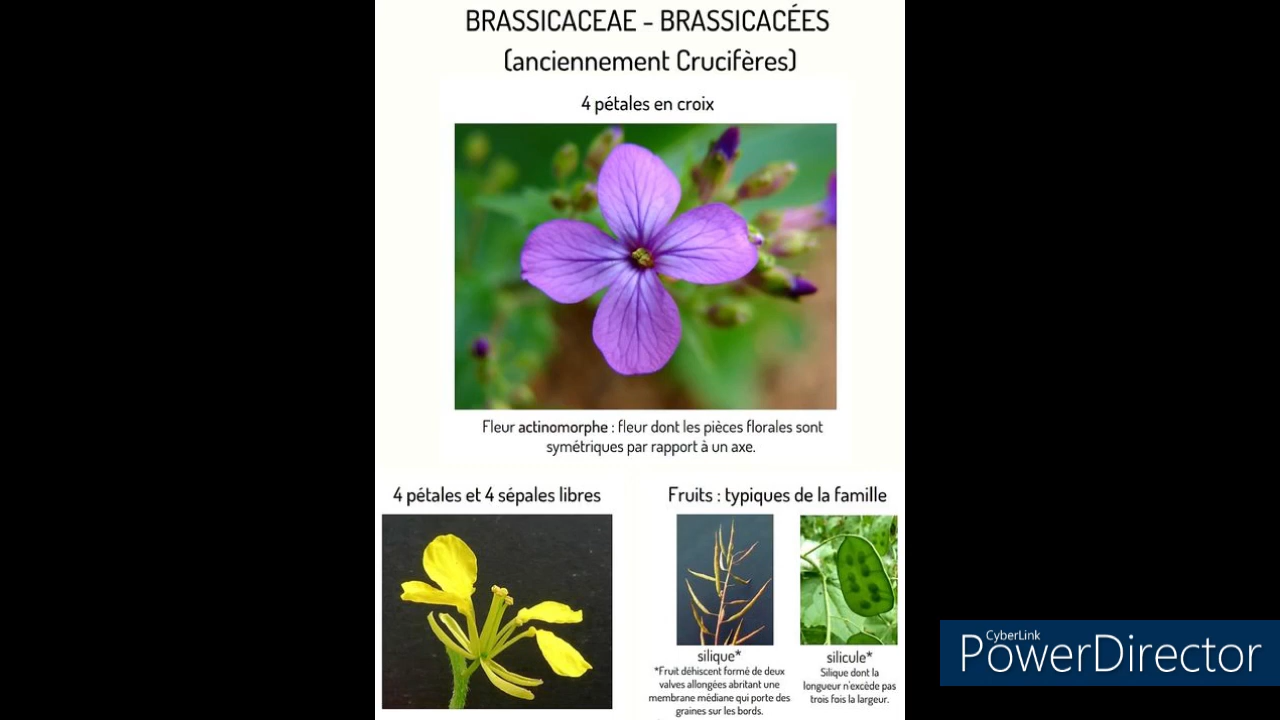 BRASSICACEAE - BRASSICACÉES
(anciennement Crucifères)
4 pétales en croix
Fleur actinomorphe : fleur dont les pièces florales sont
symétriques par rapport à un axe.
4 pétales et 4 sépales libres
Fruits : typiques de la famille
silique*
*Fruit déhiscent formé de deux
valves allongées abritant une
membrane médiane qui porte des
graines sur les bords.
silicule*
Silique dont la
longueur n'excède pas
trois fois la largeur.
CyberLink
PowerDirector